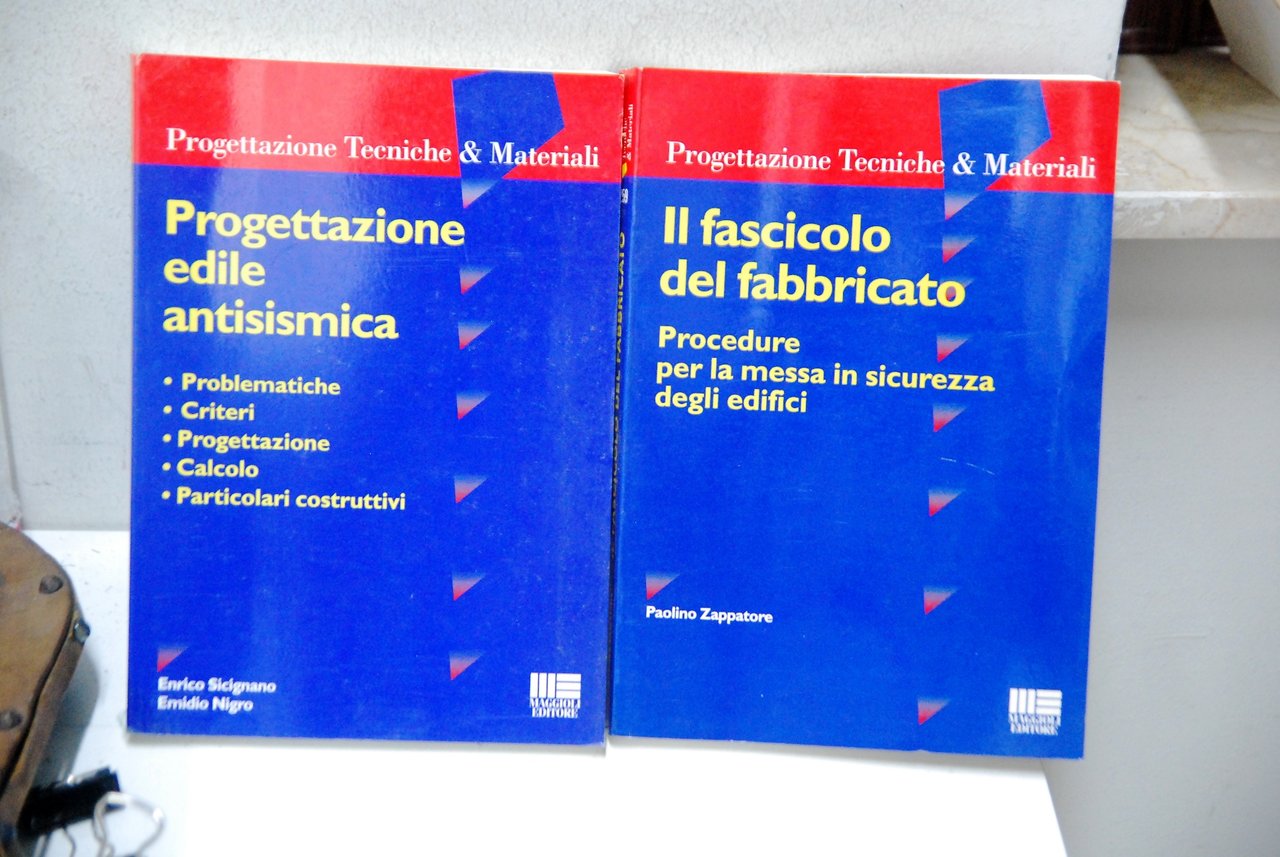 Progettazione Tecniche & Materiali
Progettazione
edile
antisismica
• Problematiche
• Criteri
• Progettazione
• Calcolo
• Particolari costruttivi
Enrico Sicignano
Emidio Nigro
MAGGIOLI
EDITORE
Progettazione Tecniche & Materiali
Il fascicolo
del fabbricato
Procedure
per la messa in sicurezza
degli edifici
Paolino Zappatore
MAGGIOLI
EDITORE